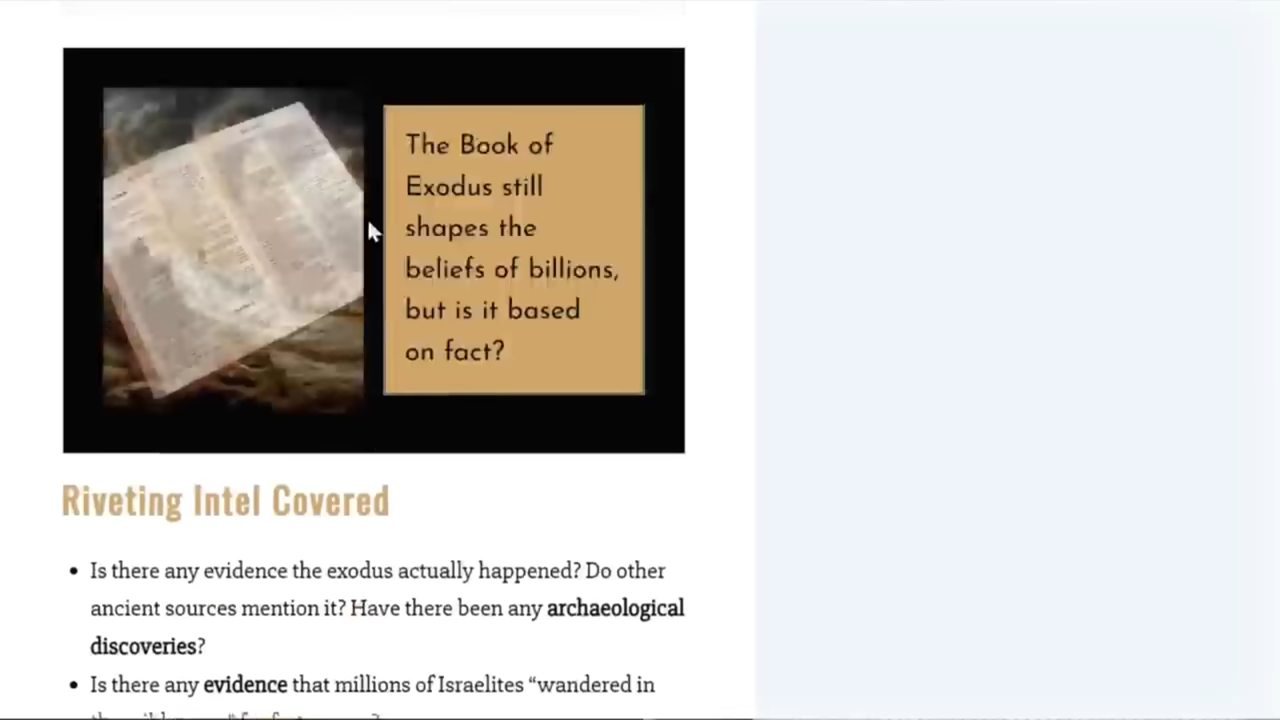 The Book of
Exodus still
shapes the
beliefs of billions,
but is it based
on fact?
Riveting Intel Covered
Is there any evidence the exodus actually happened? Do other
ancient sources mention it? Have there been any archaeological
discoveries?
Is there any evidence that millions of Israelites “wandered in